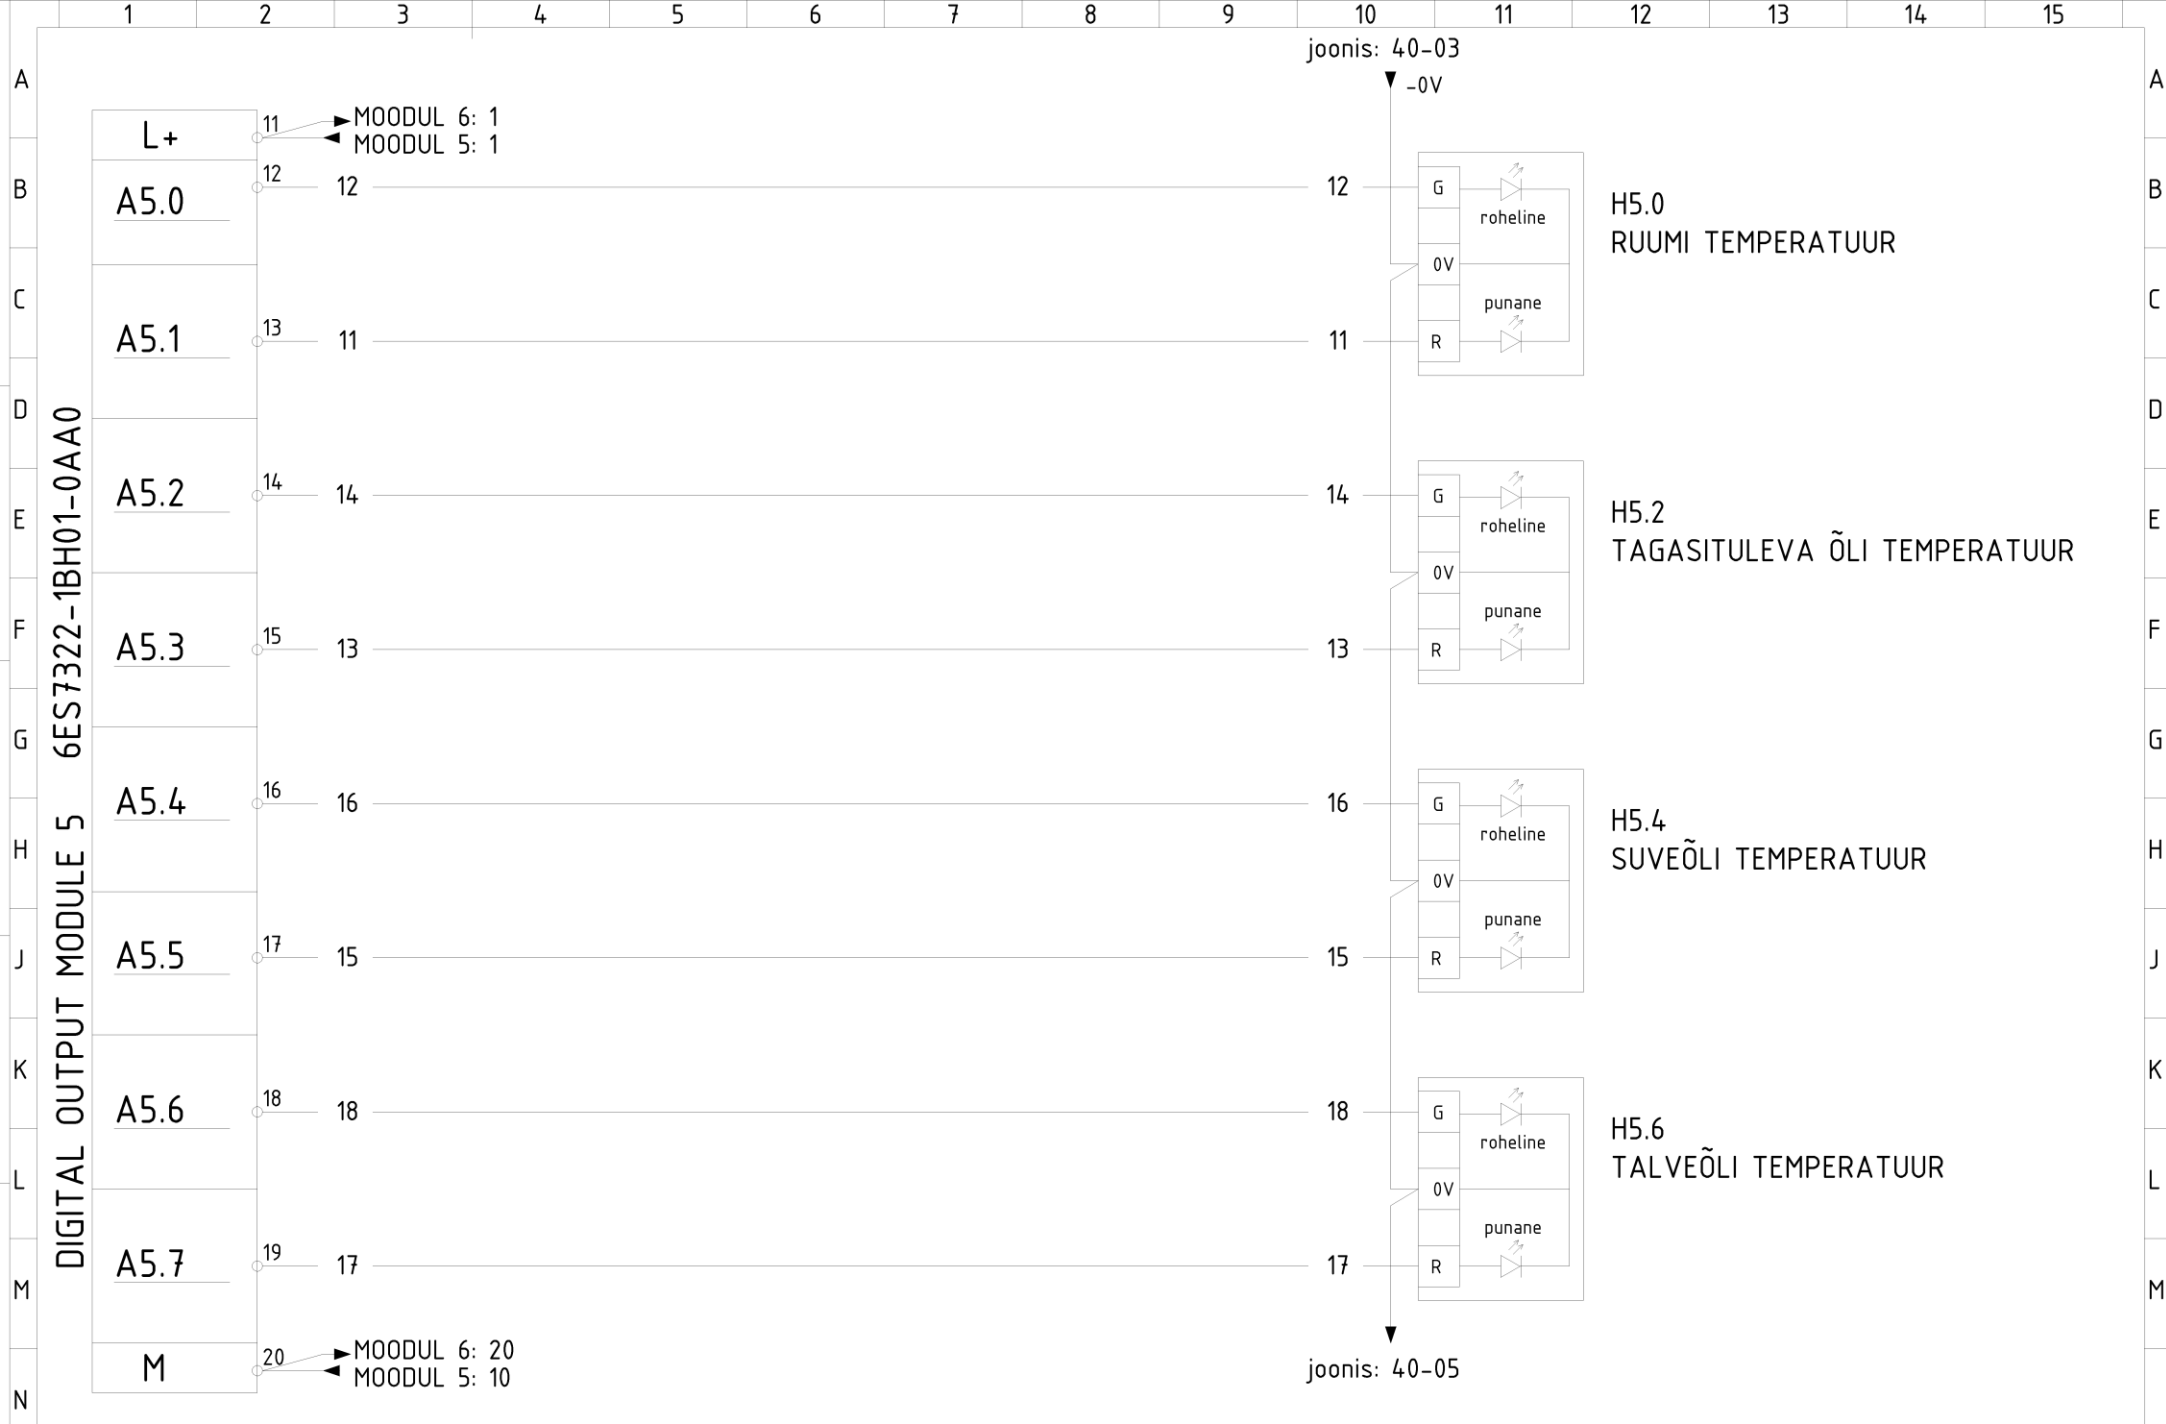 1 2 3 4 5 6 7 8 9 10 11 12 13 14 15
joonis: 40-03
-0V
A A
L+ 11 MOODUL 6: 1
MOODUL 5: 1
B B
A5.0 12 12 12 G
roheline
H5.0
RUUMI TEMPERATUUR
0V
C C
punane
A5.1 13 11 11 R
D D
DIGITAL OUTPUT MODULE 5 6ES7322-1BH01-0AA0
A5.2 14 14 14 G
roheline
H5.2
TAGASITULEVA ÕLI TEMPERATUUR
E E
0V
punane
F F
A5.3 15 13 13 R
G G
A5.4 16 16 16 G
roheline
H5.4
SUVEÕLI TEMPERATUUR
H H
0V
punane
A5.5 17 15 15 R
J J
K K
A5.6 18 18 18 G
roheline
H5.6
TALVEÕLI TEMPERATUUR
L L
0V
punane
A5.7 19 17 17 R
M M
M 20 MOODUL 6: 20
MOODUL 5: 10
joonis: 40-05
N